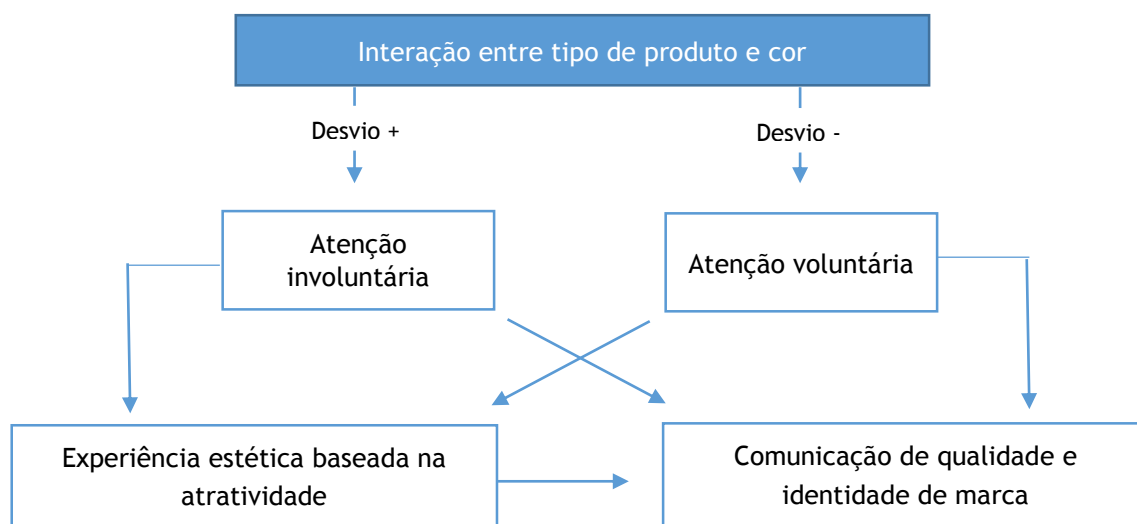 Interação entre tipo de produto e cor
Desvio +
Desvio -
Atenção
involuntária
Atenção voluntária
Experiência estética baseada na
atratividade
Comunicação de qualidade e
identidade de marca